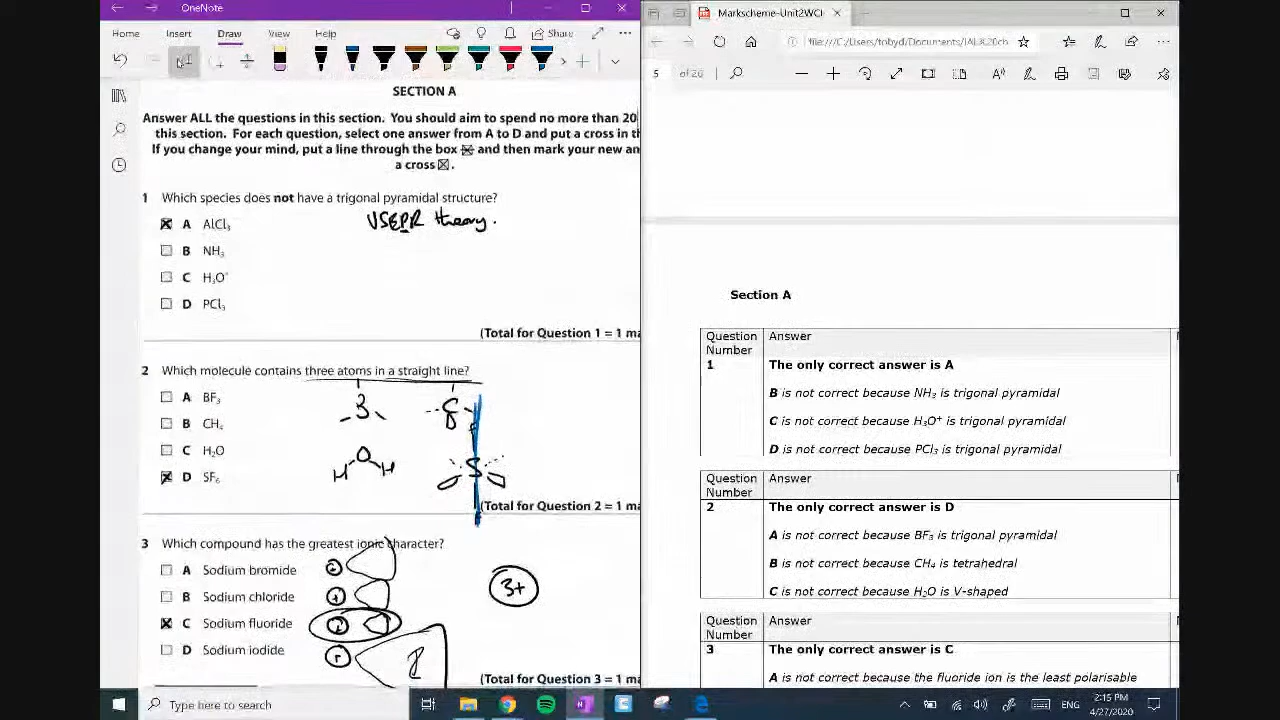 OneNote
Markscheme-Unit2WCI
Home Insert Draw View Help Share
file:///C:/Users/tobyd/Documents/IAL%20ch
5 of 20
SECTION A
Answer ALL the questions in this section. You should aim to spend no more than 20
this section. For each question, select one answer from A to D and put a cross in th
If you change your mind, put a line through the box and then mark your new an
a cross .
1 Which species does not have a trigonal pyramidal structure?
VSEPR theory.
A AlCl₃
B NH₃
C H₃O⁺
D PCl₃
(Total for Question 1 = 1 ma
2 Which molecule contains three atoms in a straight line?
A BF₃
B CH₄
C H₂O
D SF₆
B C
O S
H H
(Total for Question 2 = 1 ma
3 Which compound has the greatest ionic character?
A Sodium bromide
B Sodium chloride
C Sodium fluoride
D Sodium iodide
3+
(Total for Question 3 = 1 ma
Section A
Question Number Answer
1 The only correct answer is A
B is not correct because NH₃ is trigonal pyramidal
C is not correct because H₃O⁺ is trigonal pyramidal
D is not correct because PCl₃ is trigonal pyramidal
Question Number Answer
2 The only correct answer is D
A is not correct because BF₃ is trigonal pyramidal
B is not correct because CH₄ is tetrahedral
C is not correct because H₂O is V-shaped
Question Number Answer
3 The only correct answer is C
A is not correct because the fluoride ion is the least polarisable
Type here to search
ENG
2:15 PM
4/27/2020